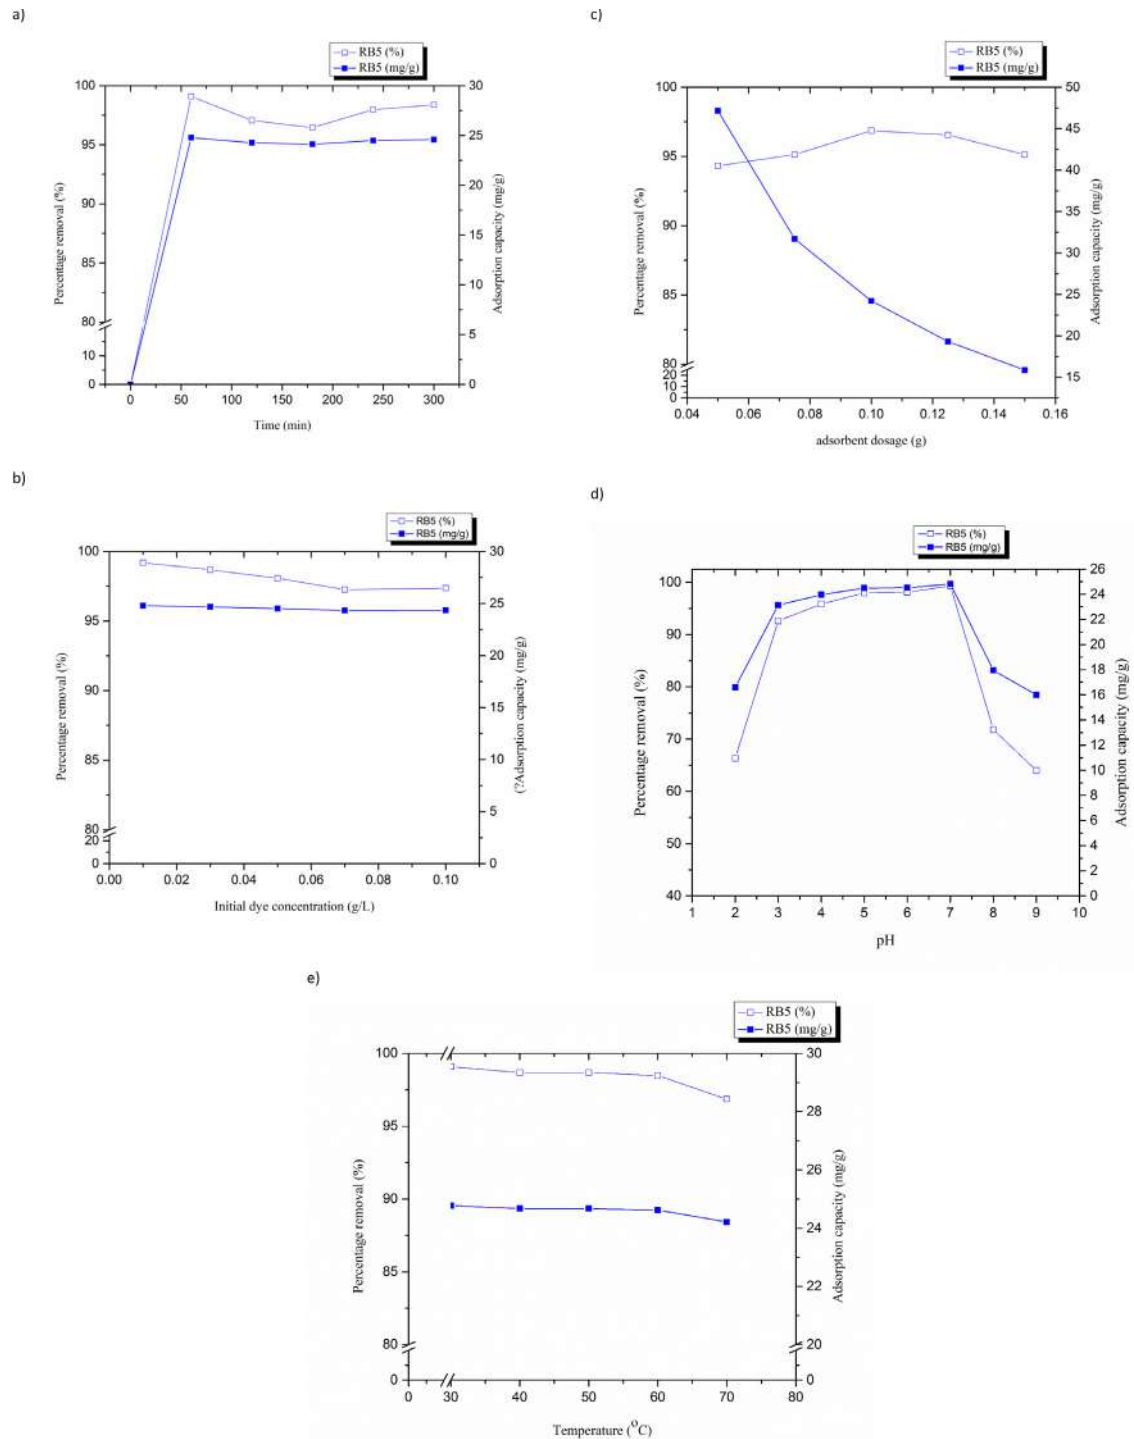 a)
RB5 (%)
RB5 (mg/g)
100
95
90
85
80
10
0
30
25
20
15
10
5
0
0 50 100 150 200 250 300
Percentage removal (%)
Adsorption capacity (mg/g)
Time (min)
c)
RB5 (%)
RB5 (mg/g)
100
95
90
85
80
20
10
0
50
45
40
35
30
25
20
15
0.04 0.06 0.08 0.10 0.12 0.14 0.16
Percentage removal (%)
Adsorption capacity (mg/g)
adsorbent dosage (g)
b)
RB5 (%)
RB5 (mg/g)
100
95
90
85
80
20
0
30
25
20
15
10
5
0
0.00 0.02 0.04 0.06 0.08 0.10
Percentage removal (%)
(?Adsorption capacity (mg/g)
Initial dye concentration (g/L)
d)
RB5 (%)
RB5 (mg/g)
100
90
80
70
60
50
40
26
24
22
20
18
16
14
12
10
8
6
4
2
0
1 2 3 4 5 6 7 8 9 10
Percentage removal (%)
Adsorption capacity (mg/g)
pH
e)
RB5 (%)
RB5 (mg/g)
100
95
90
85
80
0
30
28
26
24
22
20
0
0 30 40 50 60 70 80
Percentage removal (%)
Adsorption capacity (mg/g)
Temperature (°C)